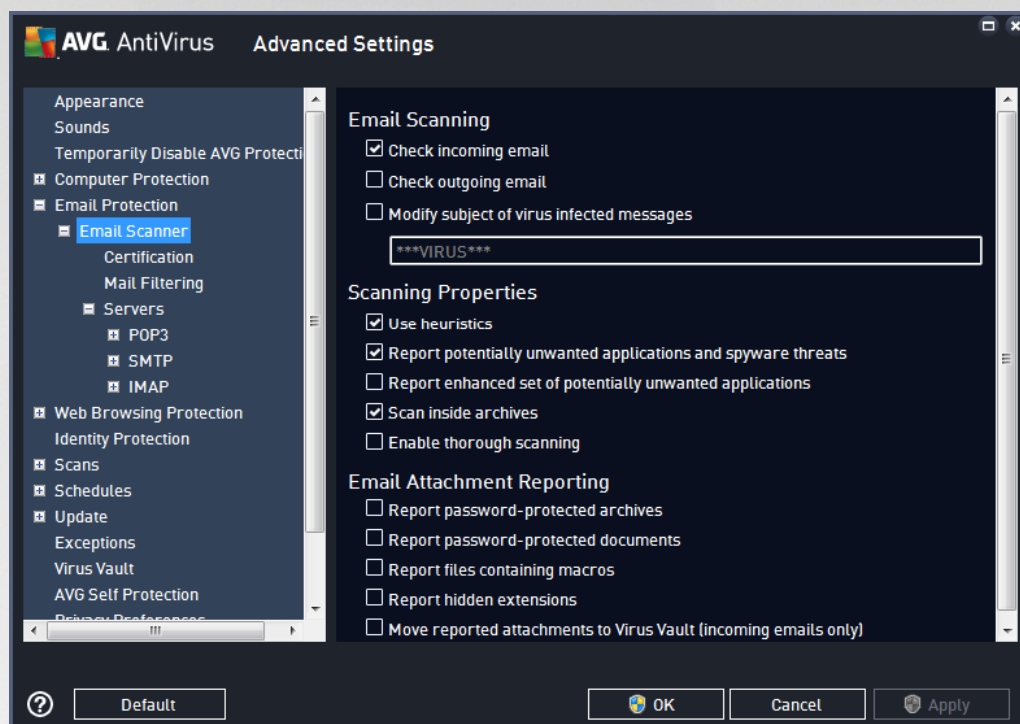 AVG. AntiVirus Advanced Settings
Appearance
Sounds
Temporarily Disable AVG Protecti
Computer Protection
Email Protection
Email Scanner
Certification
Mail Filtering
Servers
POP3
SMTP
IMAP
Web Browsing Protection
Identity Protection
Scans
Schedules
Update
Exceptions
Virus Vault
AVG Self Protection
Privacy Preferences
Email Scanning
Check incoming email
Check outgoing email
Modify subject of virus infected messages
***VIRUS***
Scanning Properties
Use heuristics
Report potentially unwanted applications and spyware threats
Report enhanced set of potentially unwanted applications
Scan inside archives
Enable thorough scanning
Email Attachment Reporting
Report password-protected archives
Report password-protected documents
Report files containing macros
Report hidden extensions
Move reported attachments to Virus Vault (incoming emails only)
Default
OK
Cancel
Apply